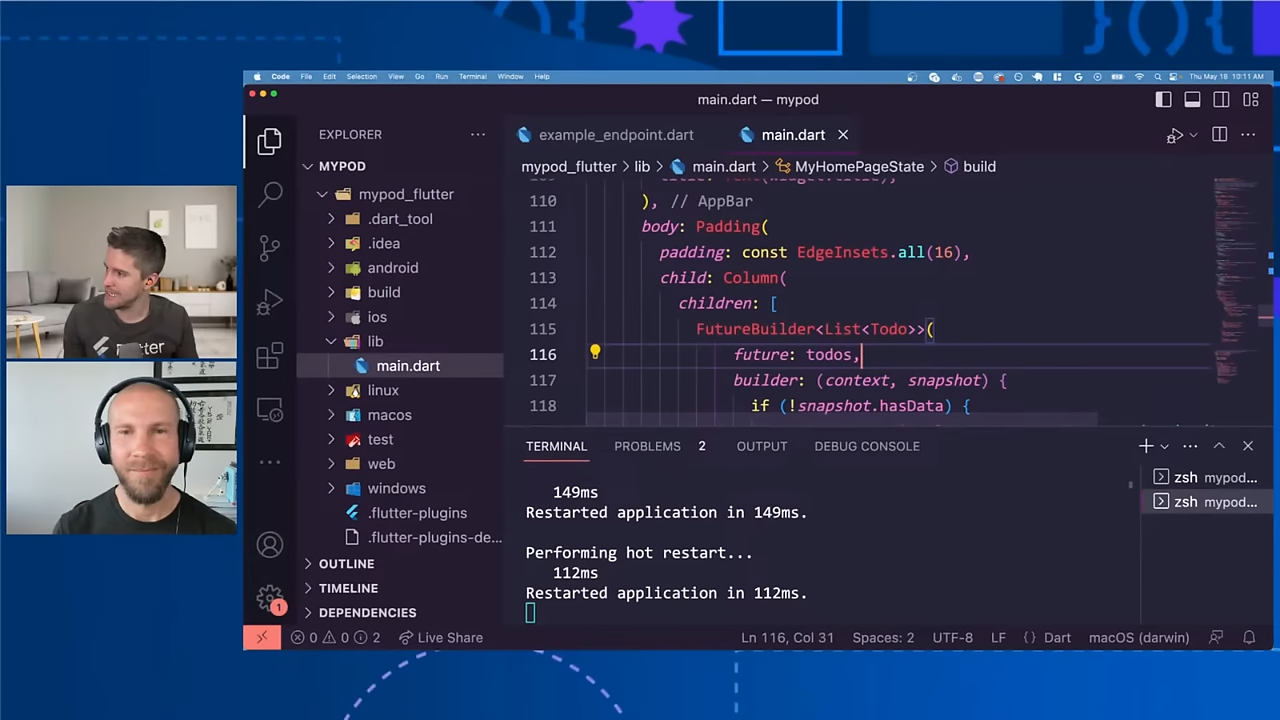 Code File Edit Selection View Go Run Terminal Window Help
Thu May 18 10:11 AM
main.dart — mypod
EXPLORER
MYPOD
mypod_flutter
.dart_tool
.idea
android
build
ios
lib
main.dart
linux
macos
test
web
windows
.flutter-plugins
.flutter-plugins-de...
OUTLINE
TIMELINE
DEPENDENCIES
example_endpoint.dart
main.dart
mypod_flutter > lib > main.dart > MyHomePageState > build
110 ), // AppBar
111 body: Padding(
112 padding: const EdgeInsets.all(16),
113 child: Column(
114 children: [
115 FutureBuilder<List<Todo>>(
116 future: todos,
117 builder: (context, snapshot) {
118 if (!snapshot.hasData) {
TERMINAL PROBLEMS 2 OUTPUT DEBUG CONSOLE
149ms
Restarted application in 149ms.
Performing hot restart...
112ms
Restarted application in 112ms.
zsh mypod...
zsh mypod...
1
0 0 2 Live Share
Ln 116, Col 31 Spaces: 2 UTF-8 LF {} Dart macOS (darwin)